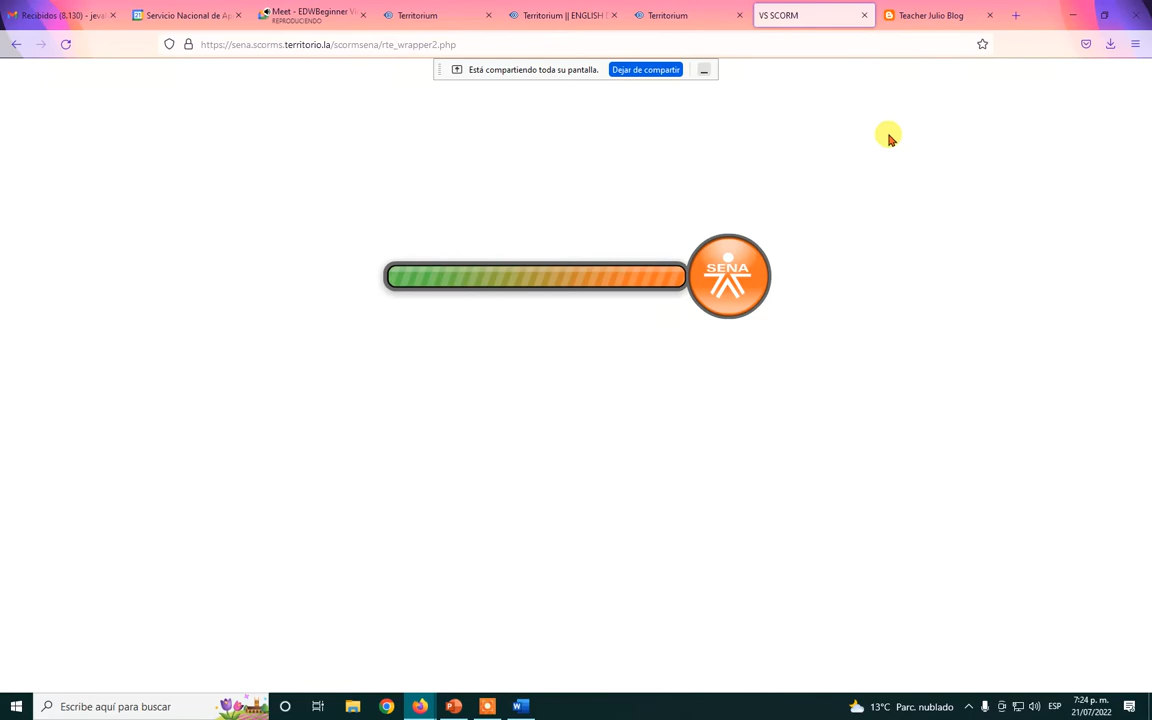 Recibidos (8,130) - jeval
Servicio Nacional de Ap
Meet - EDWBeginner Vi
REPRODUCIENDO
Territorium
Territorium || ENGLISH D
Territorium
VS SCORM
Teacher Julio Blog
https://sena.scorms.territorio.la/scormsena/rte_wrapper2.php
Está compartiendo toda su pantalla.
Dejar de compartir
SENA
Escribe aquí para buscar
13°C Parc. nublado
ESP
7:24 p. m.
21/07/2022